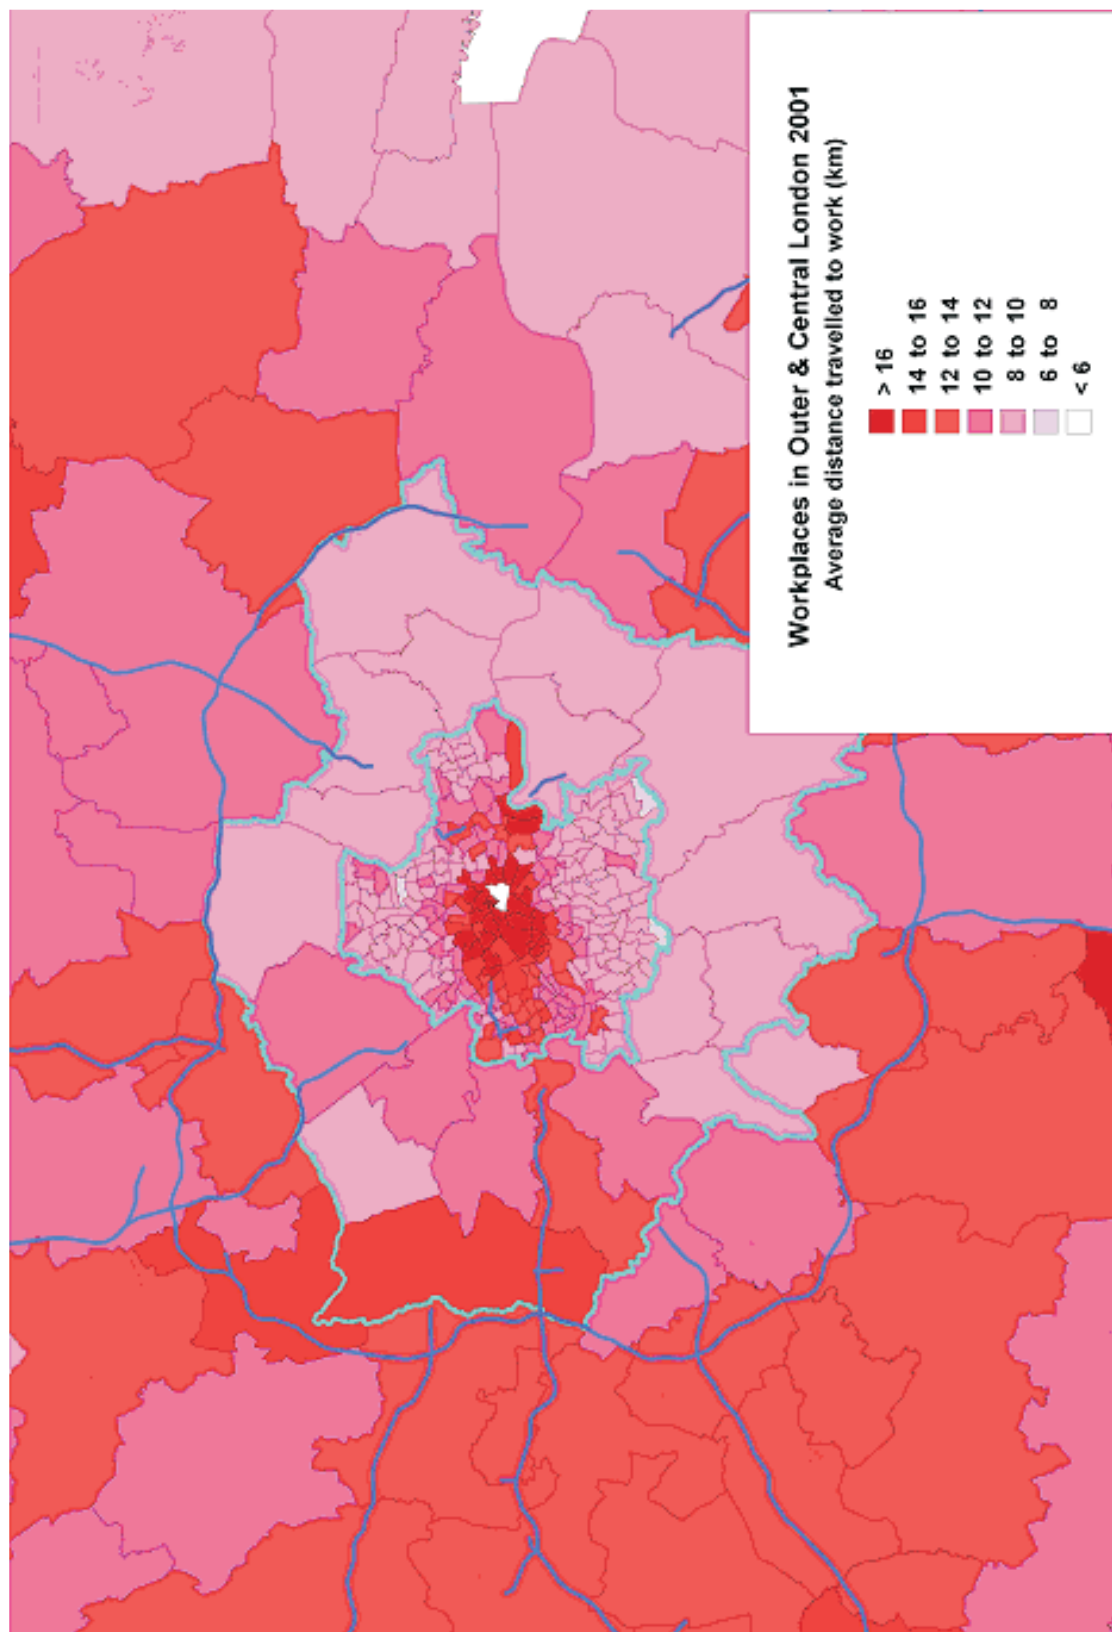 Workplaces in Outer & Central London 2001
Average distance travelled to work (km)
> 16
14 to 16
12 to 14
10 to 12
8 to 10
6 to 8
< 6